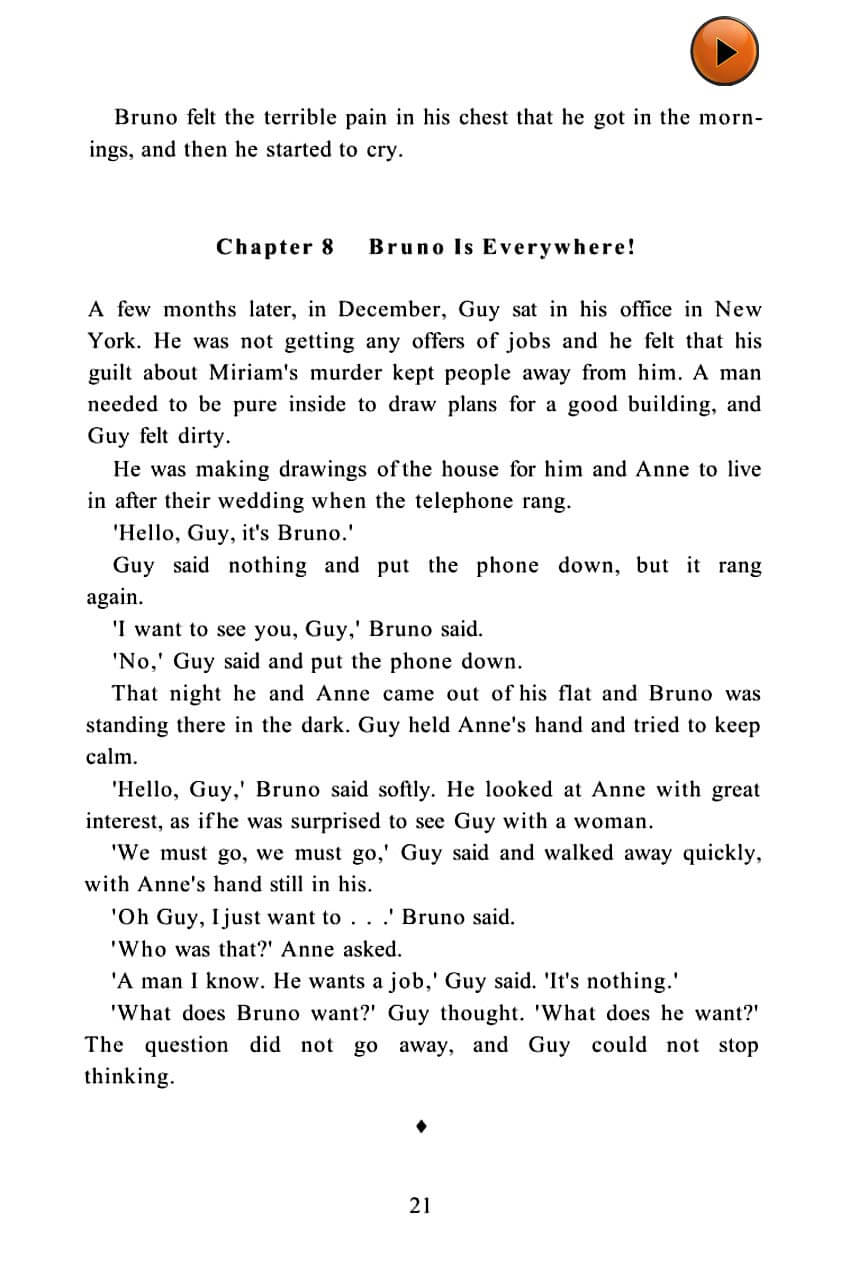 Bruno felt the terrible pain in his chest that he got in the morn-
ings, and then he started to cry.
Chapter 8 Bruno Is Everywhere!
A few months later, in December, Guy sat in his office in New
York. He was not getting any offers of jobs and he felt that his
guilt about Miriam's murder kept people away from him. A man
needed to be pure inside to draw plans for a good building, and
Guy felt dirty.
He was making drawings of the house for him and Anne to live
in after their wedding when the telephone rang.
'Hello, Guy, it's Bruno.'
Guy said nothing and put the phone down, but it rang
again.
'I want to see you, Guy,' Bruno said.
'No,' Guy said and put the phone down.
That night he and Anne came out of his flat and Bruno was
standing there in the dark. Guy held Anne's hand and tried to keep
calm.
'Hello, Guy,' Bruno said softly. He looked at Anne with great
interest, as if he was surprised to see Guy with a woman.
'We must go, we must go,' Guy said and walked away quickly,
with Anne's hand still in his.
'Oh Guy, I just want to . . .' Bruno said.
'Who was that?' Anne asked.
'A man I know. He wants a job,' Guy said. 'It's nothing.'
'What does Bruno want?' Guy thought. 'What does he want?'
The question did not go away, and Guy could not stop
thinking.
21